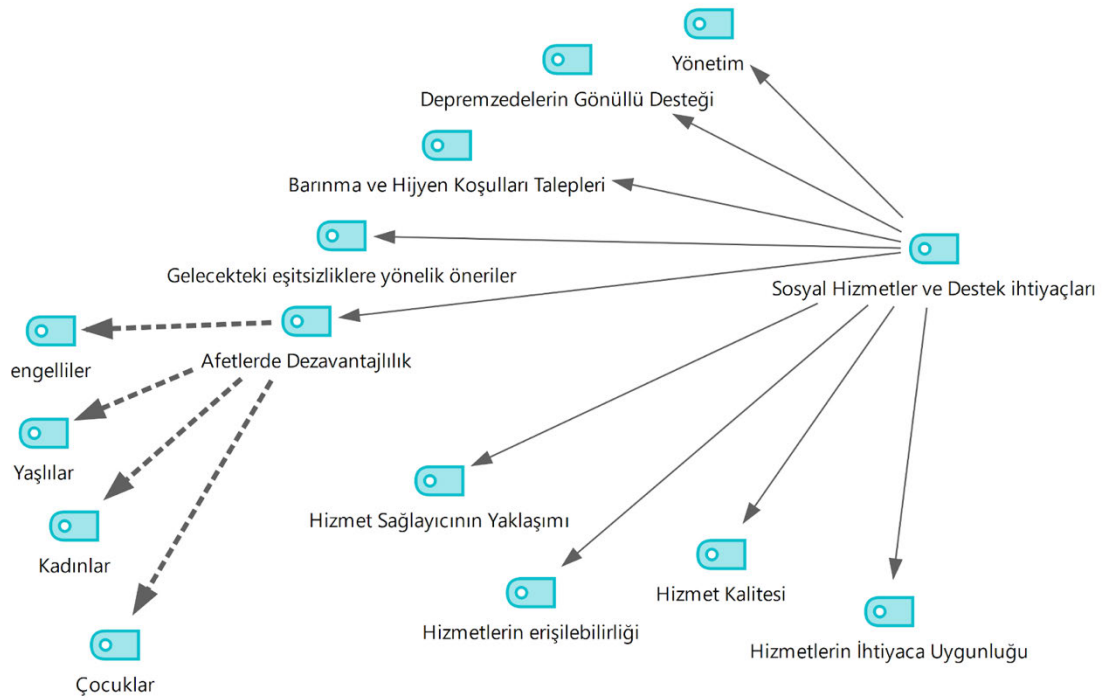 Yönetim
Depremzedelerin Gönüllü Desteği
Barınma ve Hijyen Koşulları Talepleri
Gelecekteki eşitsizliklere yönelik öneriler
Sosyal Hizmetler ve Destek ihtiyaçları
Afetlerde Dezavantajlılık
engelliler
Yaşlılar
Kadınlar
Çocuklar
Hizmet Sağlayıcının Yaklaşımı
Hizmetlerin erişilebilirliği
Hizmet Kalitesi
Hizmetlerin İhtiyaca Uygunluğu